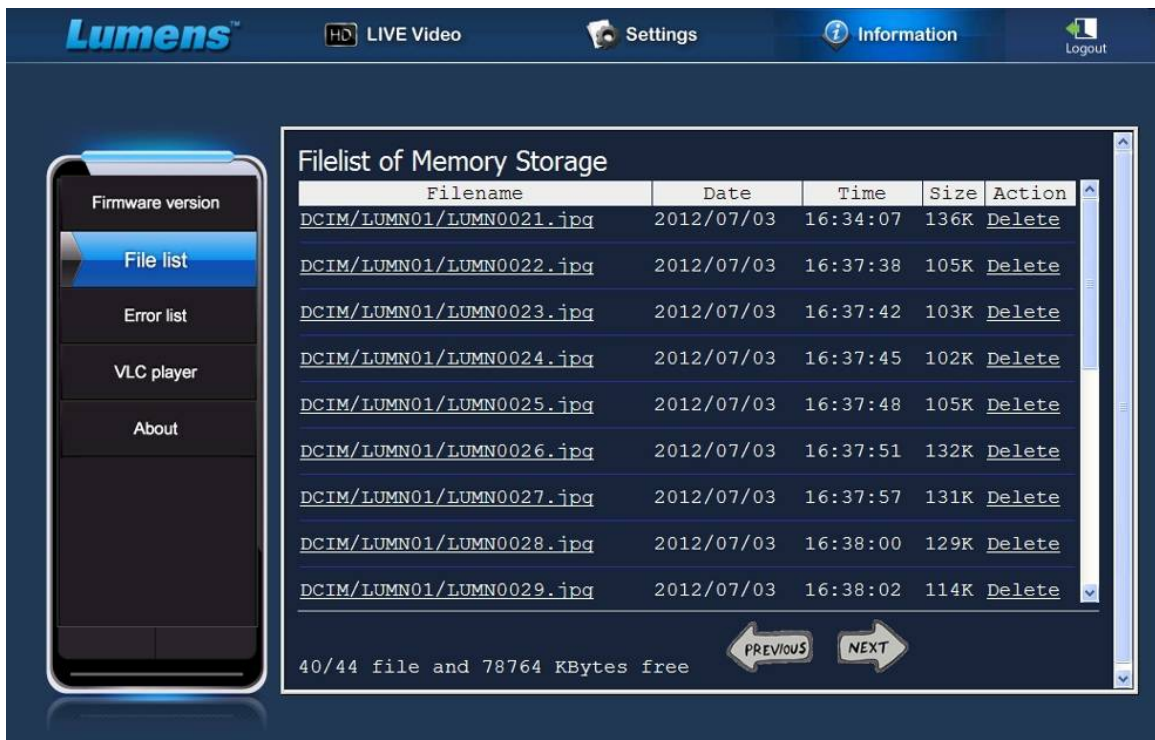 Lumens™ HD LIVE Video Settings Information Logout
Firmware version
File list
Error list
VLC player
About
Filelist of Memory Storage
Filename Date Time Size Action
DCIM/LUMN01/LUMN0021.jpg 2012/07/03 16:34:07 136K Delete
DCIM/LUMN01/LUMN0022.jpg 2012/07/03 16:37:38 105K Delete
DCIM/LUMN01/LUMN0023.jpg 2012/07/03 16:37:42 103K Delete
DCIM/LUMN01/LUMN0024.jpg 2012/07/03 16:37:45 102K Delete
DCIM/LUMN01/LUMN0025.jpg 2012/07/03 16:37:48 105K Delete
DCIM/LUMN01/LUMN0026.jpg 2012/07/03 16:37:51 132K Delete
DCIM/LUMN01/LUMN0027.jpg 2012/07/03 16:37:57 131K Delete
DCIM/LUMN01/LUMN0028.jpg 2012/07/03 16:38:00 129K Delete
DCIM/LUMN01/LUMN0029.jpg 2012/07/03 16:38:02 114K Delete
PREVIOUS NEXT
40/44 file and 78764 KBytes free